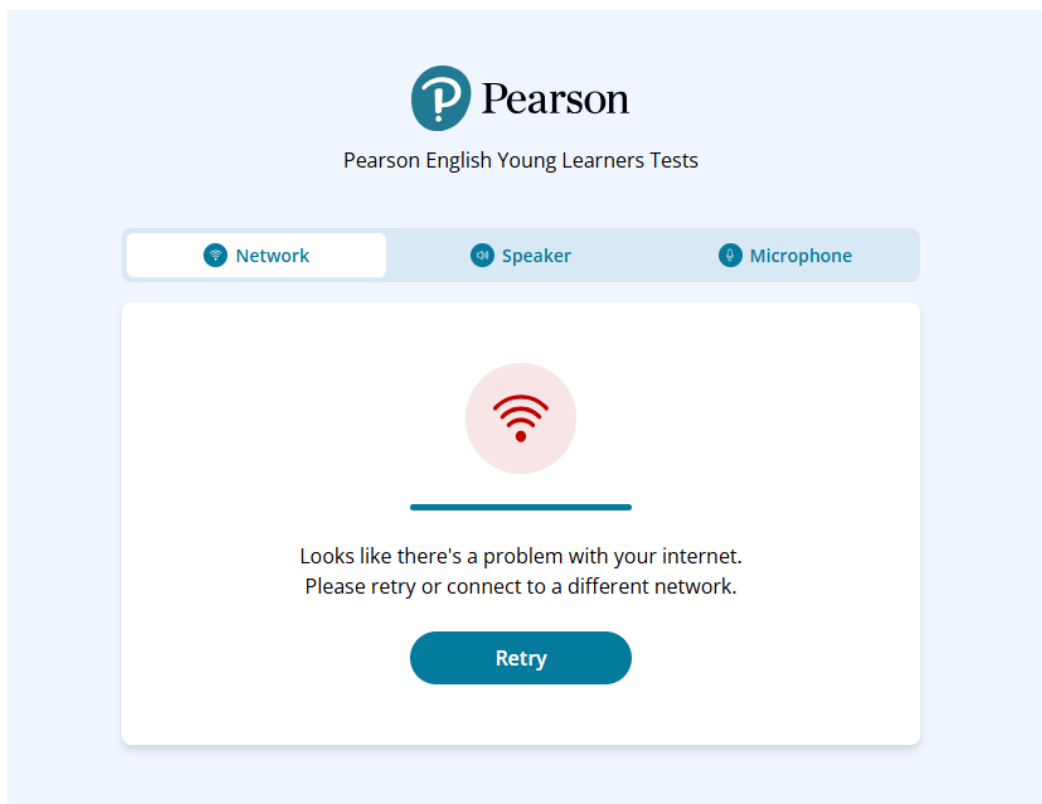 Pearson
Pearson English Young Learners Tests
Network
Speaker
Microphone
Looks like there's a problem with your internet.
Please retry or connect to a different network.
Retry